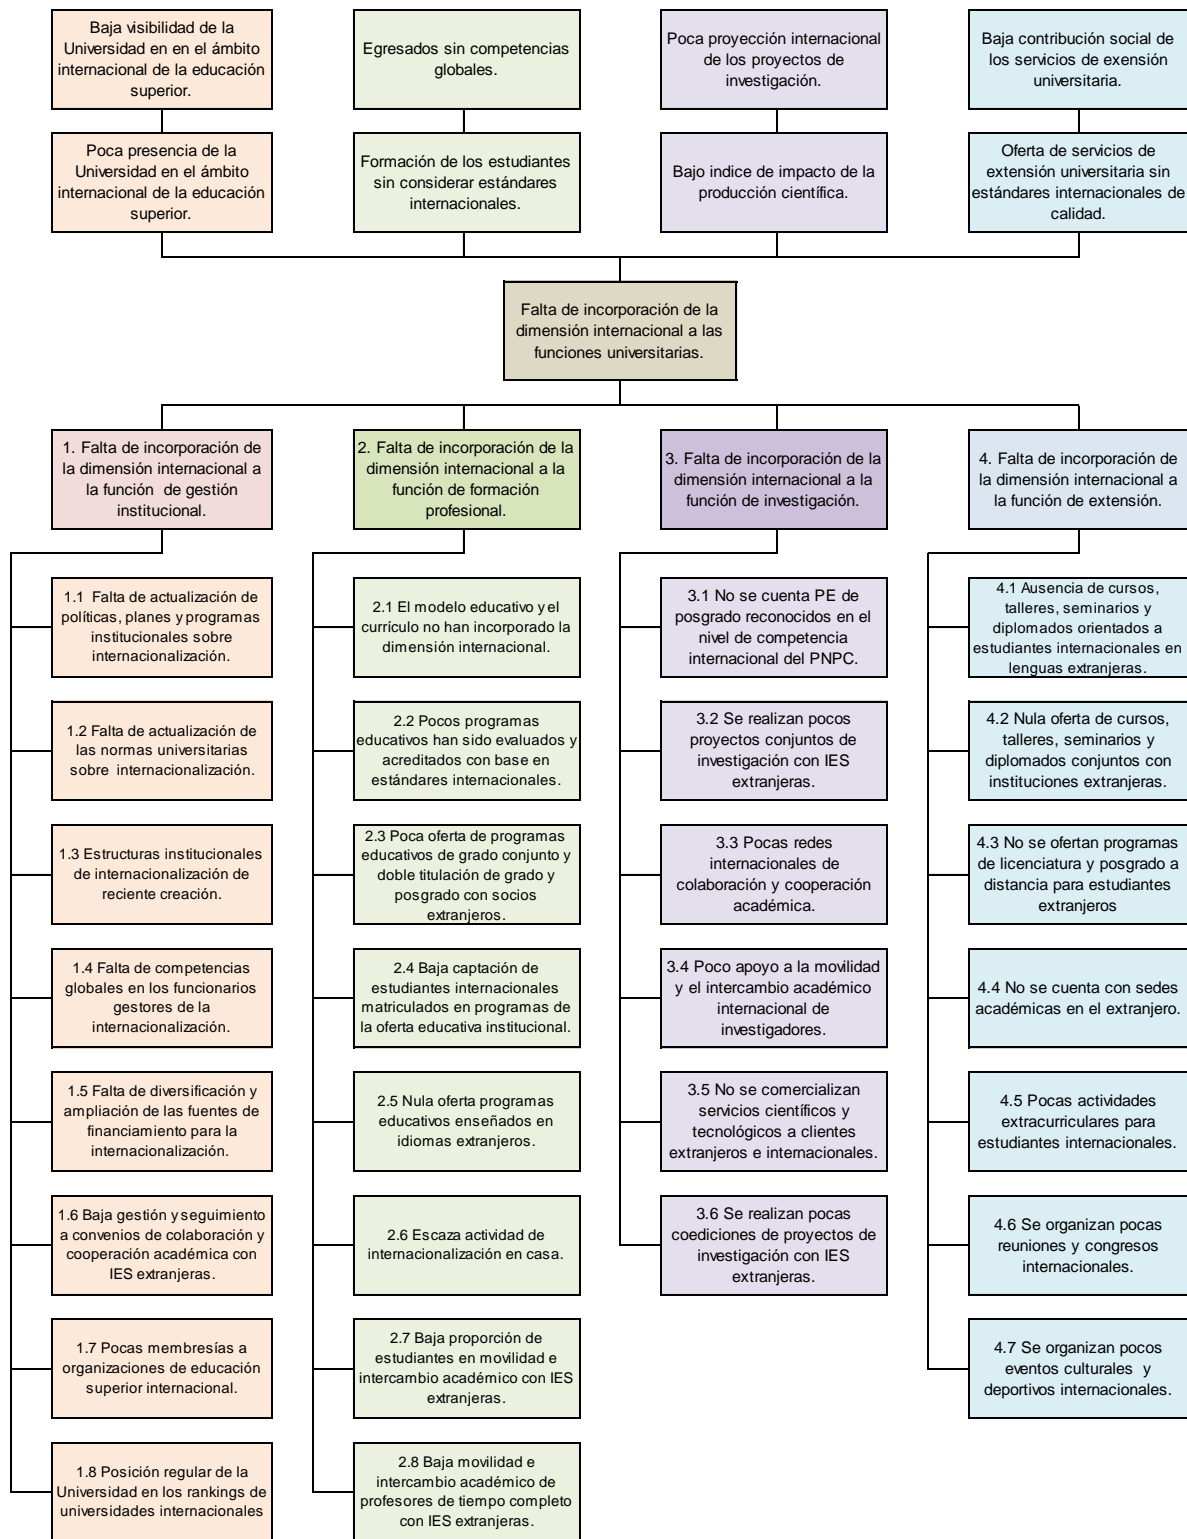 Baja visibilidad de la
Universidad en en el ámbito
internacional de la educación
superior.
Egresados sin competencias
globales.
Poca proyección internacional
de los proyectos de
investigación.
Baja contribución social de
los servicios de exensión
universitaria.
Poca presencia de la
Universidad en el ámbito
internacional de la educación
superior.
Formación de los estudiantes
sin considerar estándares
internacionales.
Bajo indice de impacto de la
producción científica.
Oferta de servicios de
extensión universitaria sin
estándares internacionales de
calidad.
Falta de incorporación de la
dimensión internacional a las
funciones universitarias.
1. Falta de incorporación de
la dimensión internacional a
la función de gestión
institucional.
2. Falta de incorporación de la
dimensión internacional a la
función de formación
profesional.
3. Falta de incorporación de la
dimensión internacional a la
función de investigación.
4. Falta de incorporación de
la dimensión internacional a
la función de extensión.
1.1 Falta de actualización de
políticas, planes y programas
institucionales sobre
internacionalización.
1.2 Falta de actualización de
las normas universitarias
sobre internacionalización.
1.3 Estructuras institucionales
de internacionalización de
reciente creación.
1.4 Falta de competencias
globales en los funcionarios
gestores de la
internacionalización.
1.5 Falta de diversificación y
ampliación de las fuentes de
financiamiento para la
internacionalización.
1.6 Baja gestión y seguimiento
a convenios de colaboración y
cooperación académica con
IES extranjeras.
1.7 Pocas membresías a
organizaciones de educación
superior internacional.
1.8 Posición regular de la
Universidad en los rankings de
universidades internacionales
2.1 El modelo educativo y el
currículo no han incorporado la
dimensión internacional.
2.2 Pocos programas
educativos han sido evaluados y
acreditados con base en
estándares internacionales.
2.3 Poca oferta de programas
educativos de grado conjunto y
doble titulación de grado y
posgrado con socios
extranjeros.
2.4 Baja captación de
estudiantes internacionales
matriculados en programas de
la oferta educativa institucional.
2.5 Nula oferta programas
educativos enseñados en
idiomas extranjeros.
2.6 Escaza actividad de
internacionalización en casa.
2.7 Baja proporción de
estudiantes en movilidad e
intercambio académico con IES
extranjeras.
2.8 Baja movilidad e
intercambio académico de
profesores de tiempo completo
con IES extranjeras.
3.1 No se cuenta PE de
posgrado reconocidos en el
nivel de competencia
internacional del PNPC.
3.2 Se realizan pocos
proyectos conjuntos de
investigación con IES
extranjeras.
3.3 Pocas redes
internacionales de
colaboración y cooperación
académica.
3.4 Poco apoyo a la movilidad
y el intercambio académico
internacional de
investigadores.
3.5 No se comercializan
servicios científicos y
tecnológicos a clientes
extranjeros e internacionales.
3.6 Se realizan pocas
coediciones de proyectos de
investigación con IES
extranjeras.
4.1 Ausencia de cursos,
talleres, seminarios y
diplomados orientados a
estudiantes internacionales en
lenguas extranjeras.
4.2 Nula oferta de cursos,
talleres, seminarios y
diplomados conjuntos con
instituciones extranjeras.
4.3 No se ofertan programas
de licenciatura y posgrado a
distancia para estudiantes
extranjeros
4.4 No se cuenta con sedes
académicas en el extranjero.
4.5 Pocas actividades
extracurriculares para
estudiantes internacionales.
4.6 Se organizan pocas
reuniones y congresos
internacionales.
4.7 Se organizan pocos
eventos culturales y
deportivos internacionales.